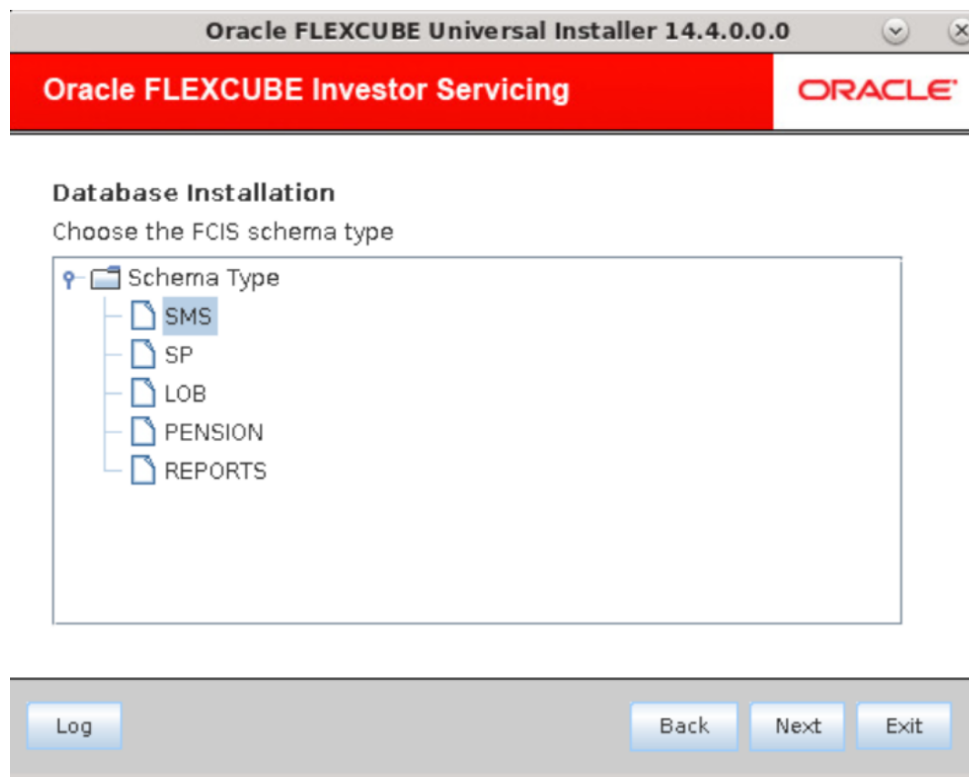 Oracle FLEXCUBE Universal Installer 14.4.0.0.0
Oracle FLEXCUBE Investor Servicing
ORACLE
Database Installation
Choose the FCIS schema type
Schema Type
SMS
SP
LOB
PENSION
REPORTS
Log Back Next Exit